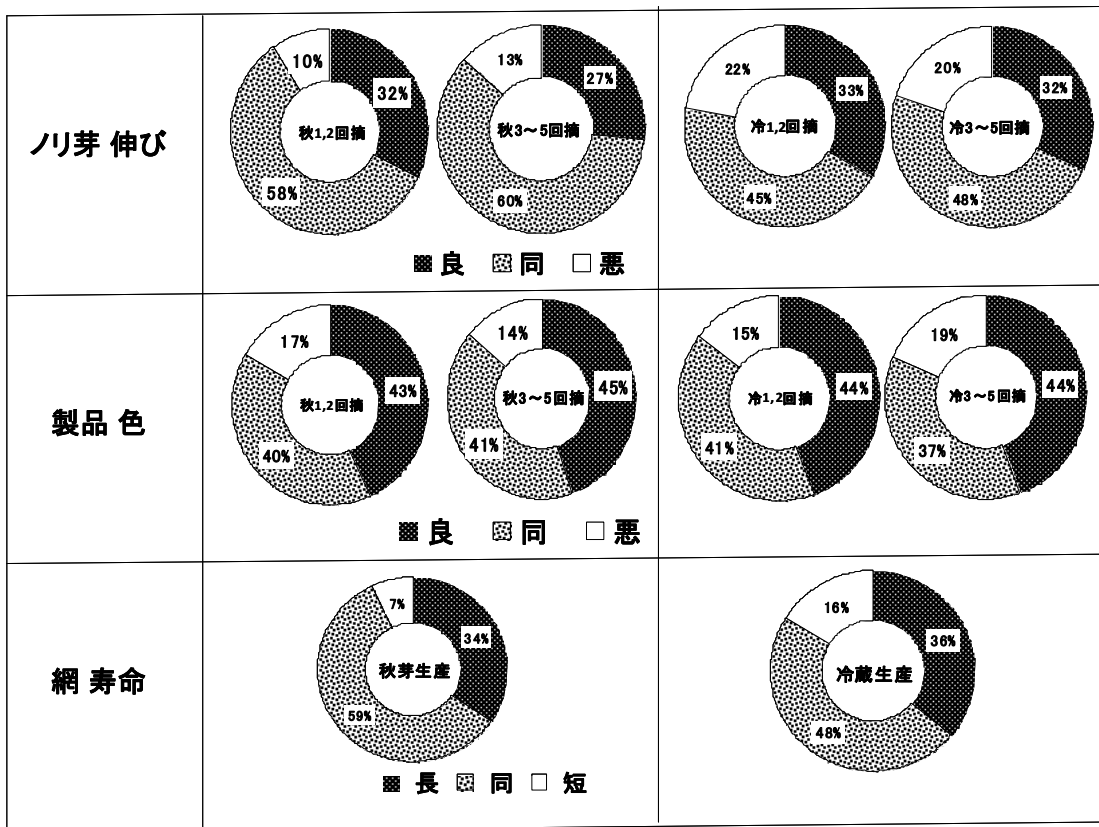 ノリ芽 伸び
10%
32%
58%
秋1,2回摘
13%
27%
60%
秋3～5回摘
22%
33%
45%
冷1,2回摘
20%
32%
48%
冷3～5回摘
良 同 悪
製品 色
17%
43%
40%
秋1,2回摘
14%
45%
41%
秋3～5回摘
15%
44%
41%
冷1,2回摘
19%
44%
37%
冷3～5回摘
良 同 悪
網 寿命
7%
34%
59%
秋芽生産
16%
36%
48%
冷蔵生産
長 同 短